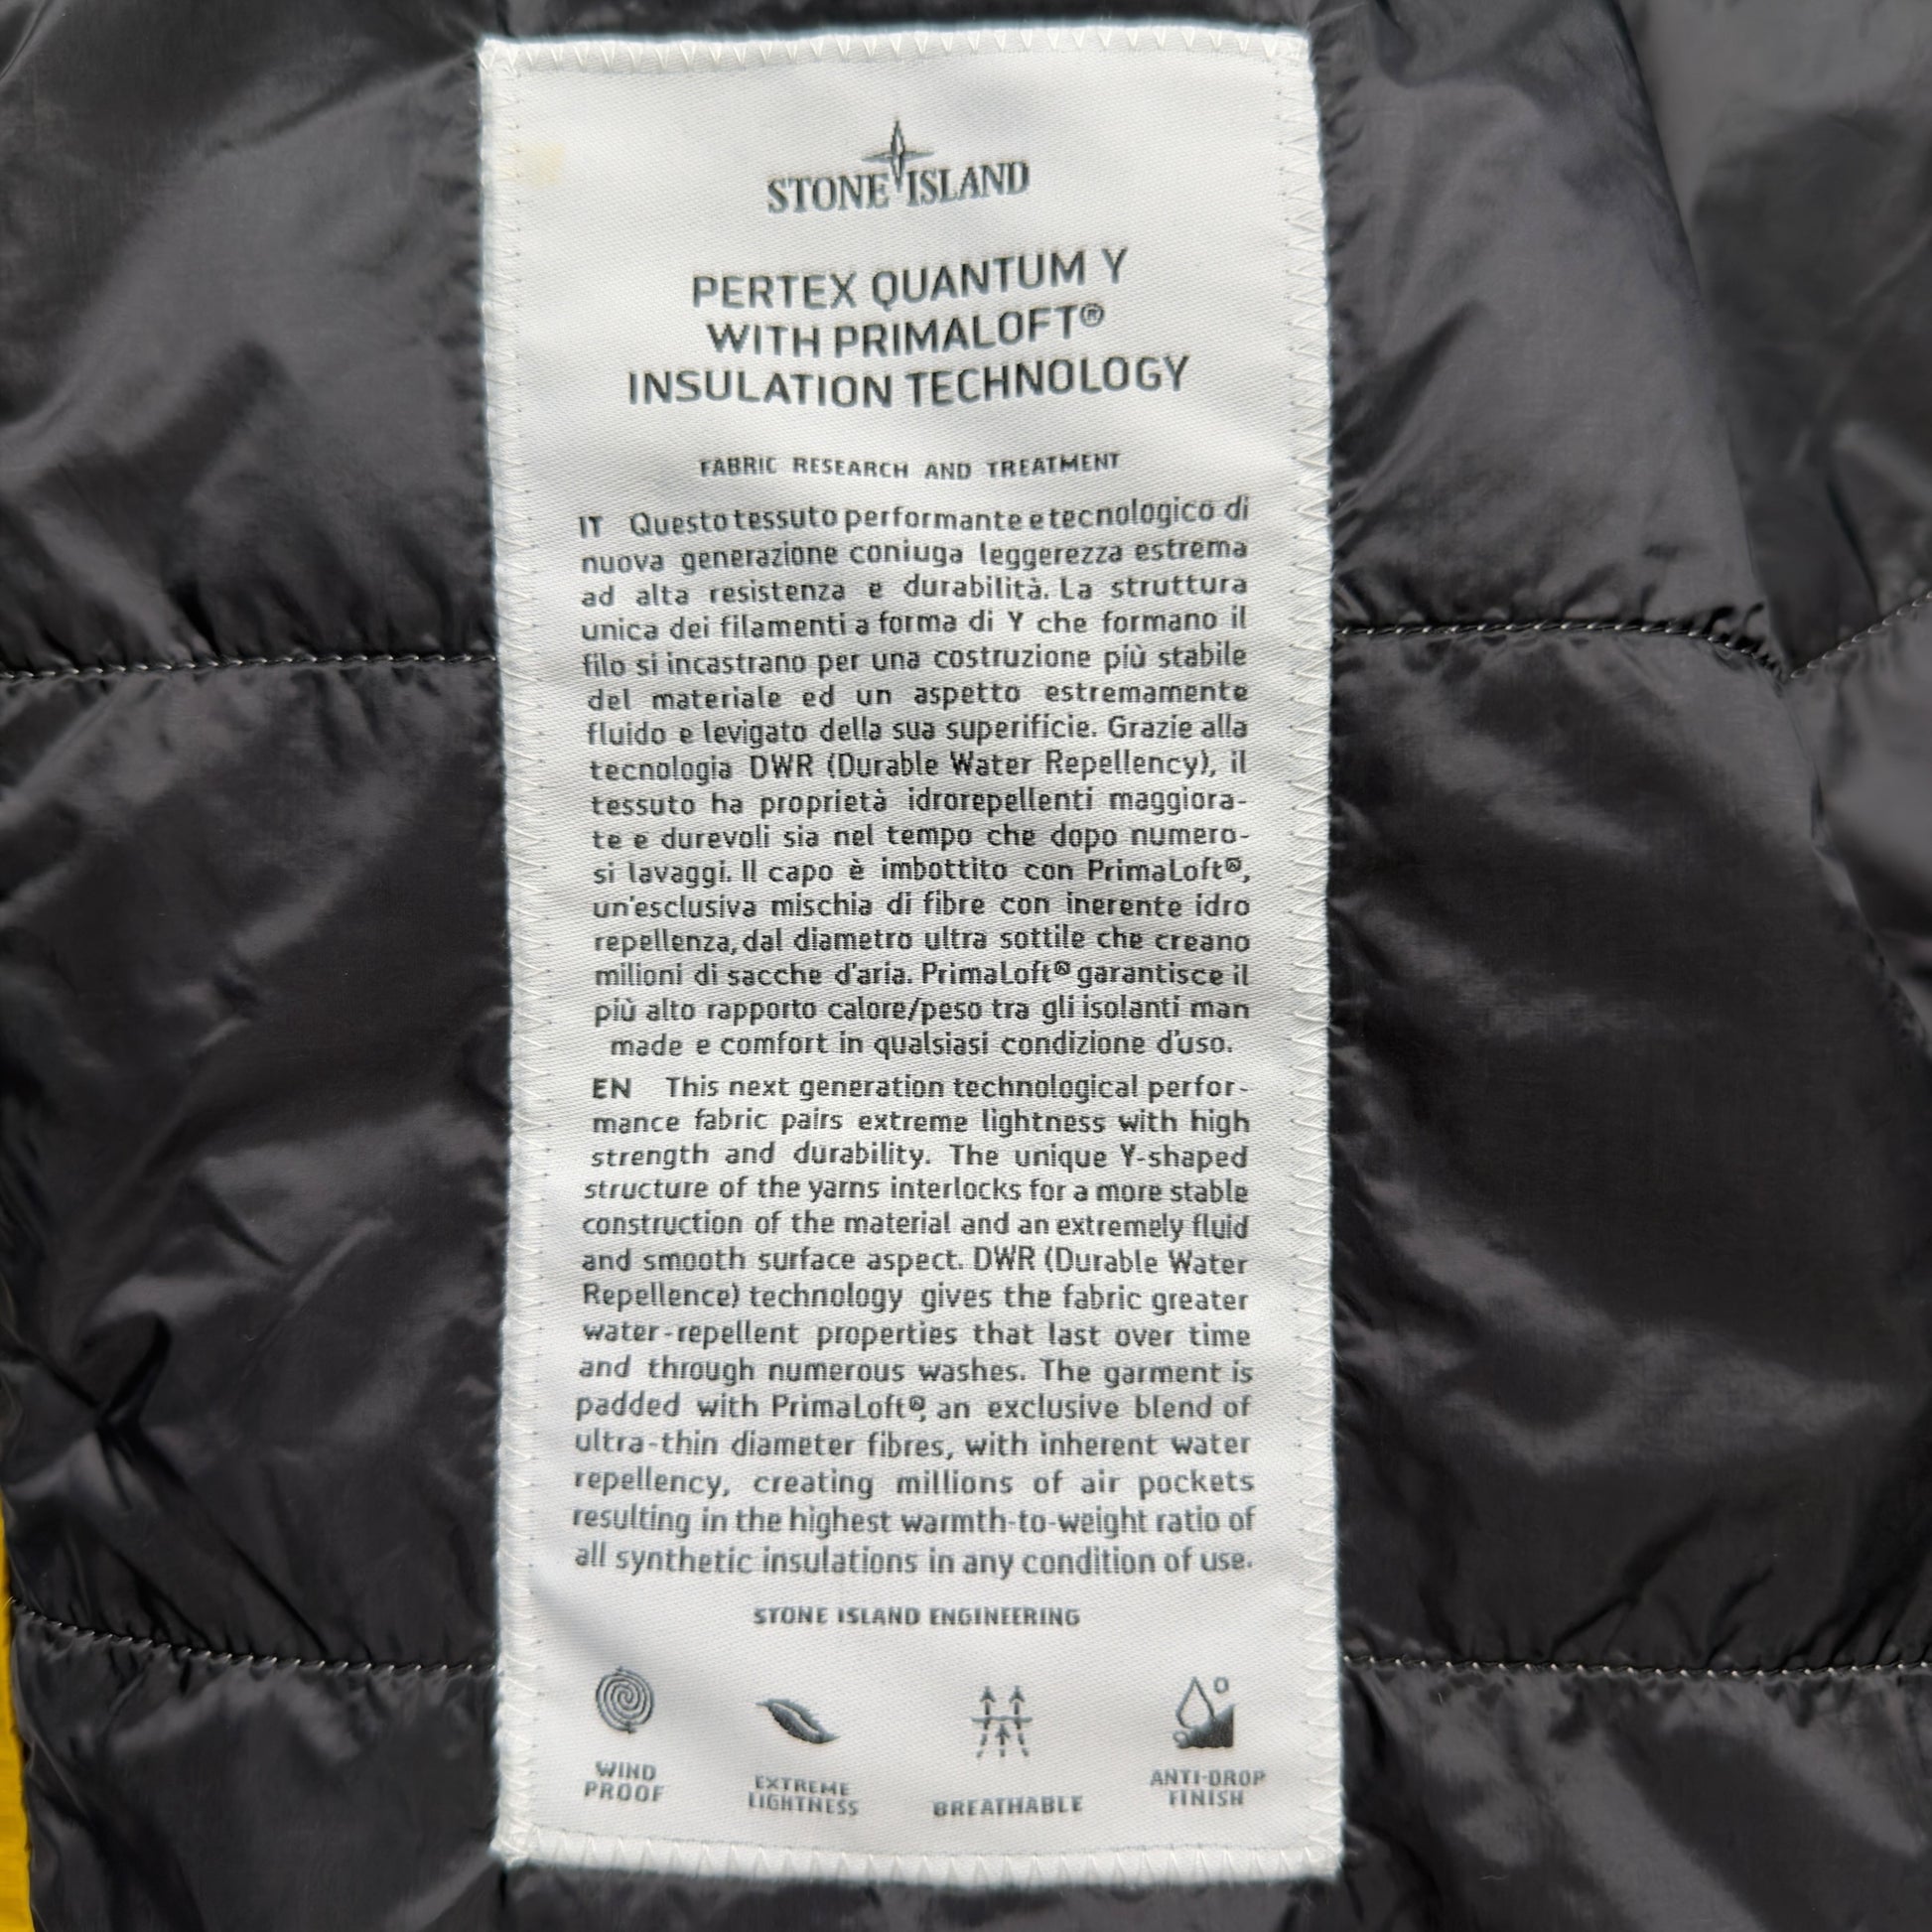 STONE ISLAND
PERTEX QUANTUM Y
WITH PRIMALOFT®
INSULATION TECHNOLOGY
FABRIC RESEARCH AND TREATMENT
IT Questo tessuto performante e tecnologico di
nuova generazione coniuga leggerezza estrema
ad alta resistenza e durabilità. La struttura
unica dei filamenti a forma di Y che formano il
filo si incastrano per una costruzione più stabile
del materiale ed un aspetto estremamente
fluido e levigato della sua superificie. Grazie alla
tecnologia DWR (Durable Water Repellency), il
tessuto ha proprietà idrorepellenti maggiora-
te e durevoli sia nel tempo che dopo numero-
si lavaggi. Il capo è imbottito con PrimaLoft®,
un'esclusiva mischia di fibre con inerente idro
repellenza, dal diametro ultra sottile che creano
milioni di sacche d'aria. PrimaLoft® garantisce il
più alto rapporto calore/peso tra gli isolanti man
made e comfort in qualsiasi condizione d'uso.
EN This next generation technological perfor-
mance fabric pairs extreme lightness with high
strength and durability. The unique Y-shaped
structure of the yarns interlocks for a more stable
construction of the material and an extremely fluid
and smooth surface aspect. DWR (Durable Water
Repellence) technology gives the fabric greater
water-repellent properties that last over time
and through numerous washes. The garment is
padded with PrimaLoft®, an exclusive blend of
ultra-thin diameter fibres, with inherent water
repellency, creating millions of air pockets
resulting in the highest warmth-to-weight ratio of
all synthetic insulations in any condition of use.
STONE ISLAND ENGINEERING
WIND
PROOF
EXTREME
LIGHTNESS
BREATHABLE
ANTI-DROP
FINISH